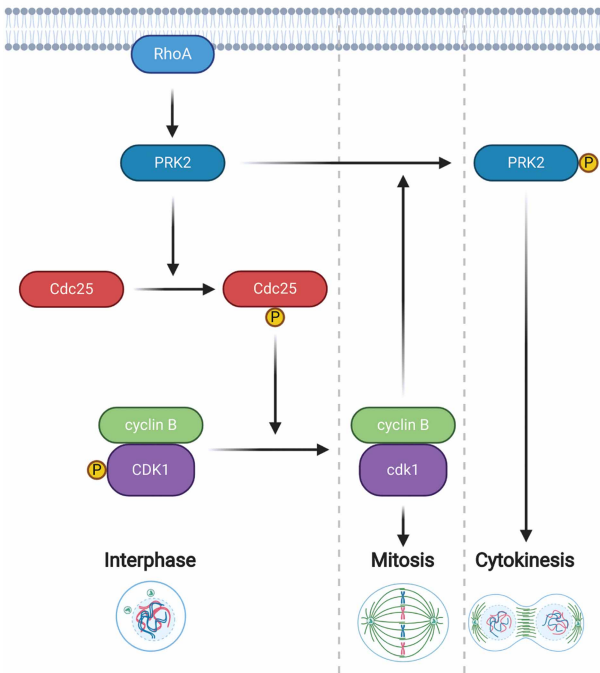 RhoA
PRK2
PRK2
P
Cdc25
Cdc25
P
cyclin B
cyclin B
P
CDK1
cdk1
Interphase
Mitosis
Cytokinesis